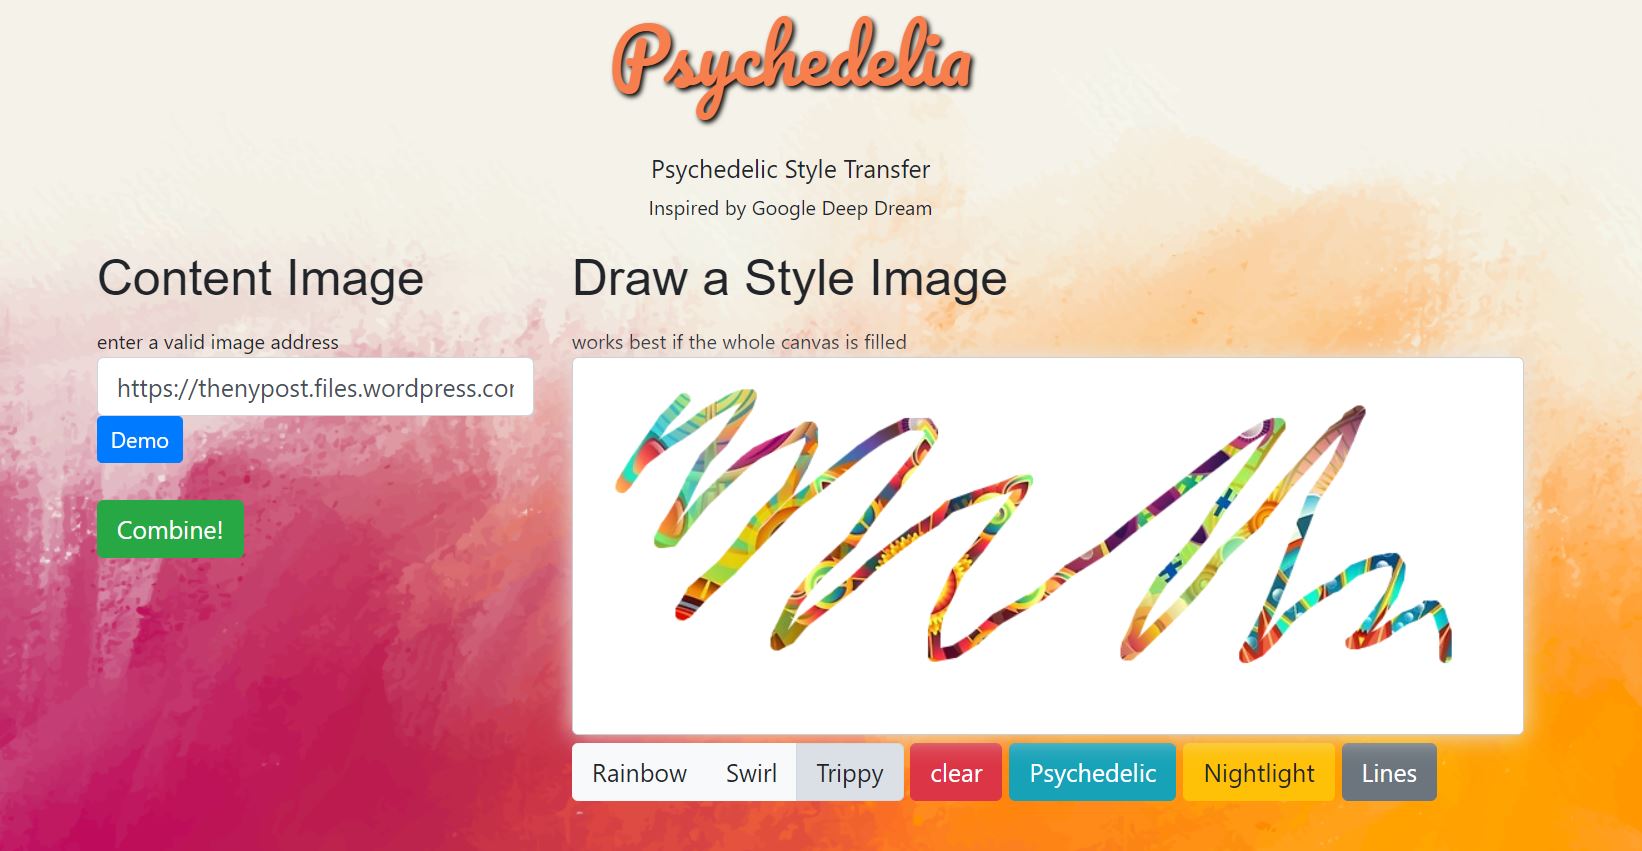 Psychedelia
Psychedelic Style Transfer
Inspired by Google Deep Dream
Content Image
enter a valid image address
https://thenypost.files.wordpress.cor
Demo
Combine!
Draw a Style Image
works best if the whole canvas is filled
Rainbow Swirl Trippy clear Psychedelic Nightlight Lines